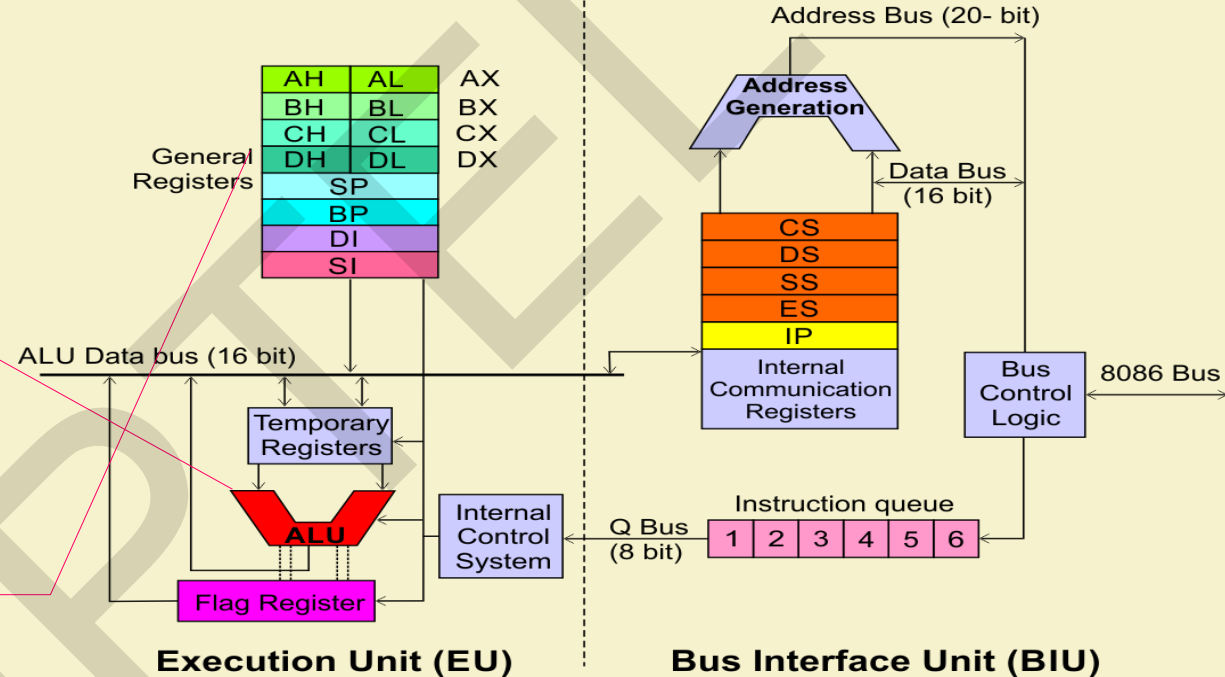 Address Bus (20- bit)
AH AL AX
BH BL BX
CH CL CX
DH DL DX
General
Registers
SP
BP
DI
SI
Address
Generation
Data Bus
(16 bit)
CS
DS
SS
ES
IP
Internal
Communication
Registers
Bus
Control
Logic
8086 Bus
ALU Data bus (16 bit)
Temporary
Registers
ALU
Internal
Control
System
Flag Register
Q Bus
(8 bit)
Instruction queue
1 2 3 4 5 6
Execution Unit (EU)
Bus Interface Unit (BIU)
PTEL